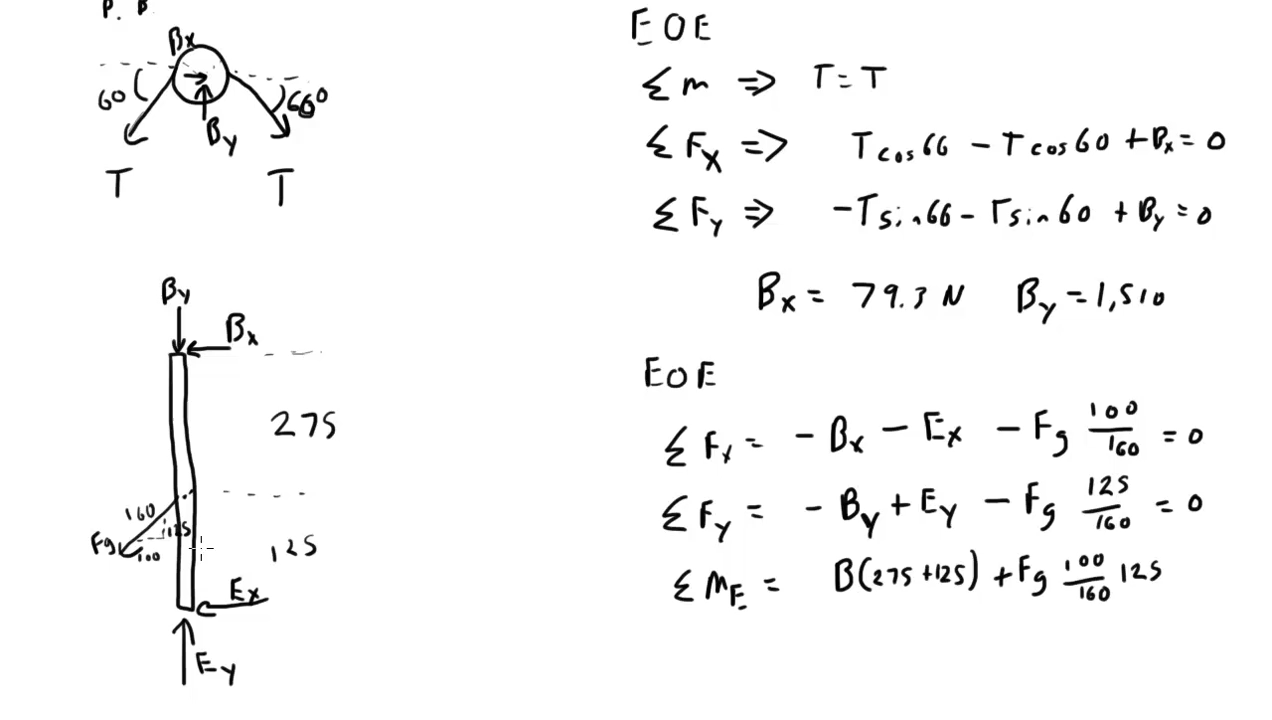 P. B
Bx
60
660
By
T
T
By
Bx
275
160
125
Fg
100
125
Ex
Ey
EOE
Σm => T = T
ΣFx => Tcos66 - Tcos60 + Bx = 0
ΣFy => -Tsin66 - Tsin60 + By = 0
Bx = 79.3 N By = 1,510
EOE
ΣFx = - Bx - Ex - Fg 100/160 = 0
ΣFy = - By + Ey - Fg 125/160 = 0
ΣME = B(275 + 125) + Fg 100/160 125